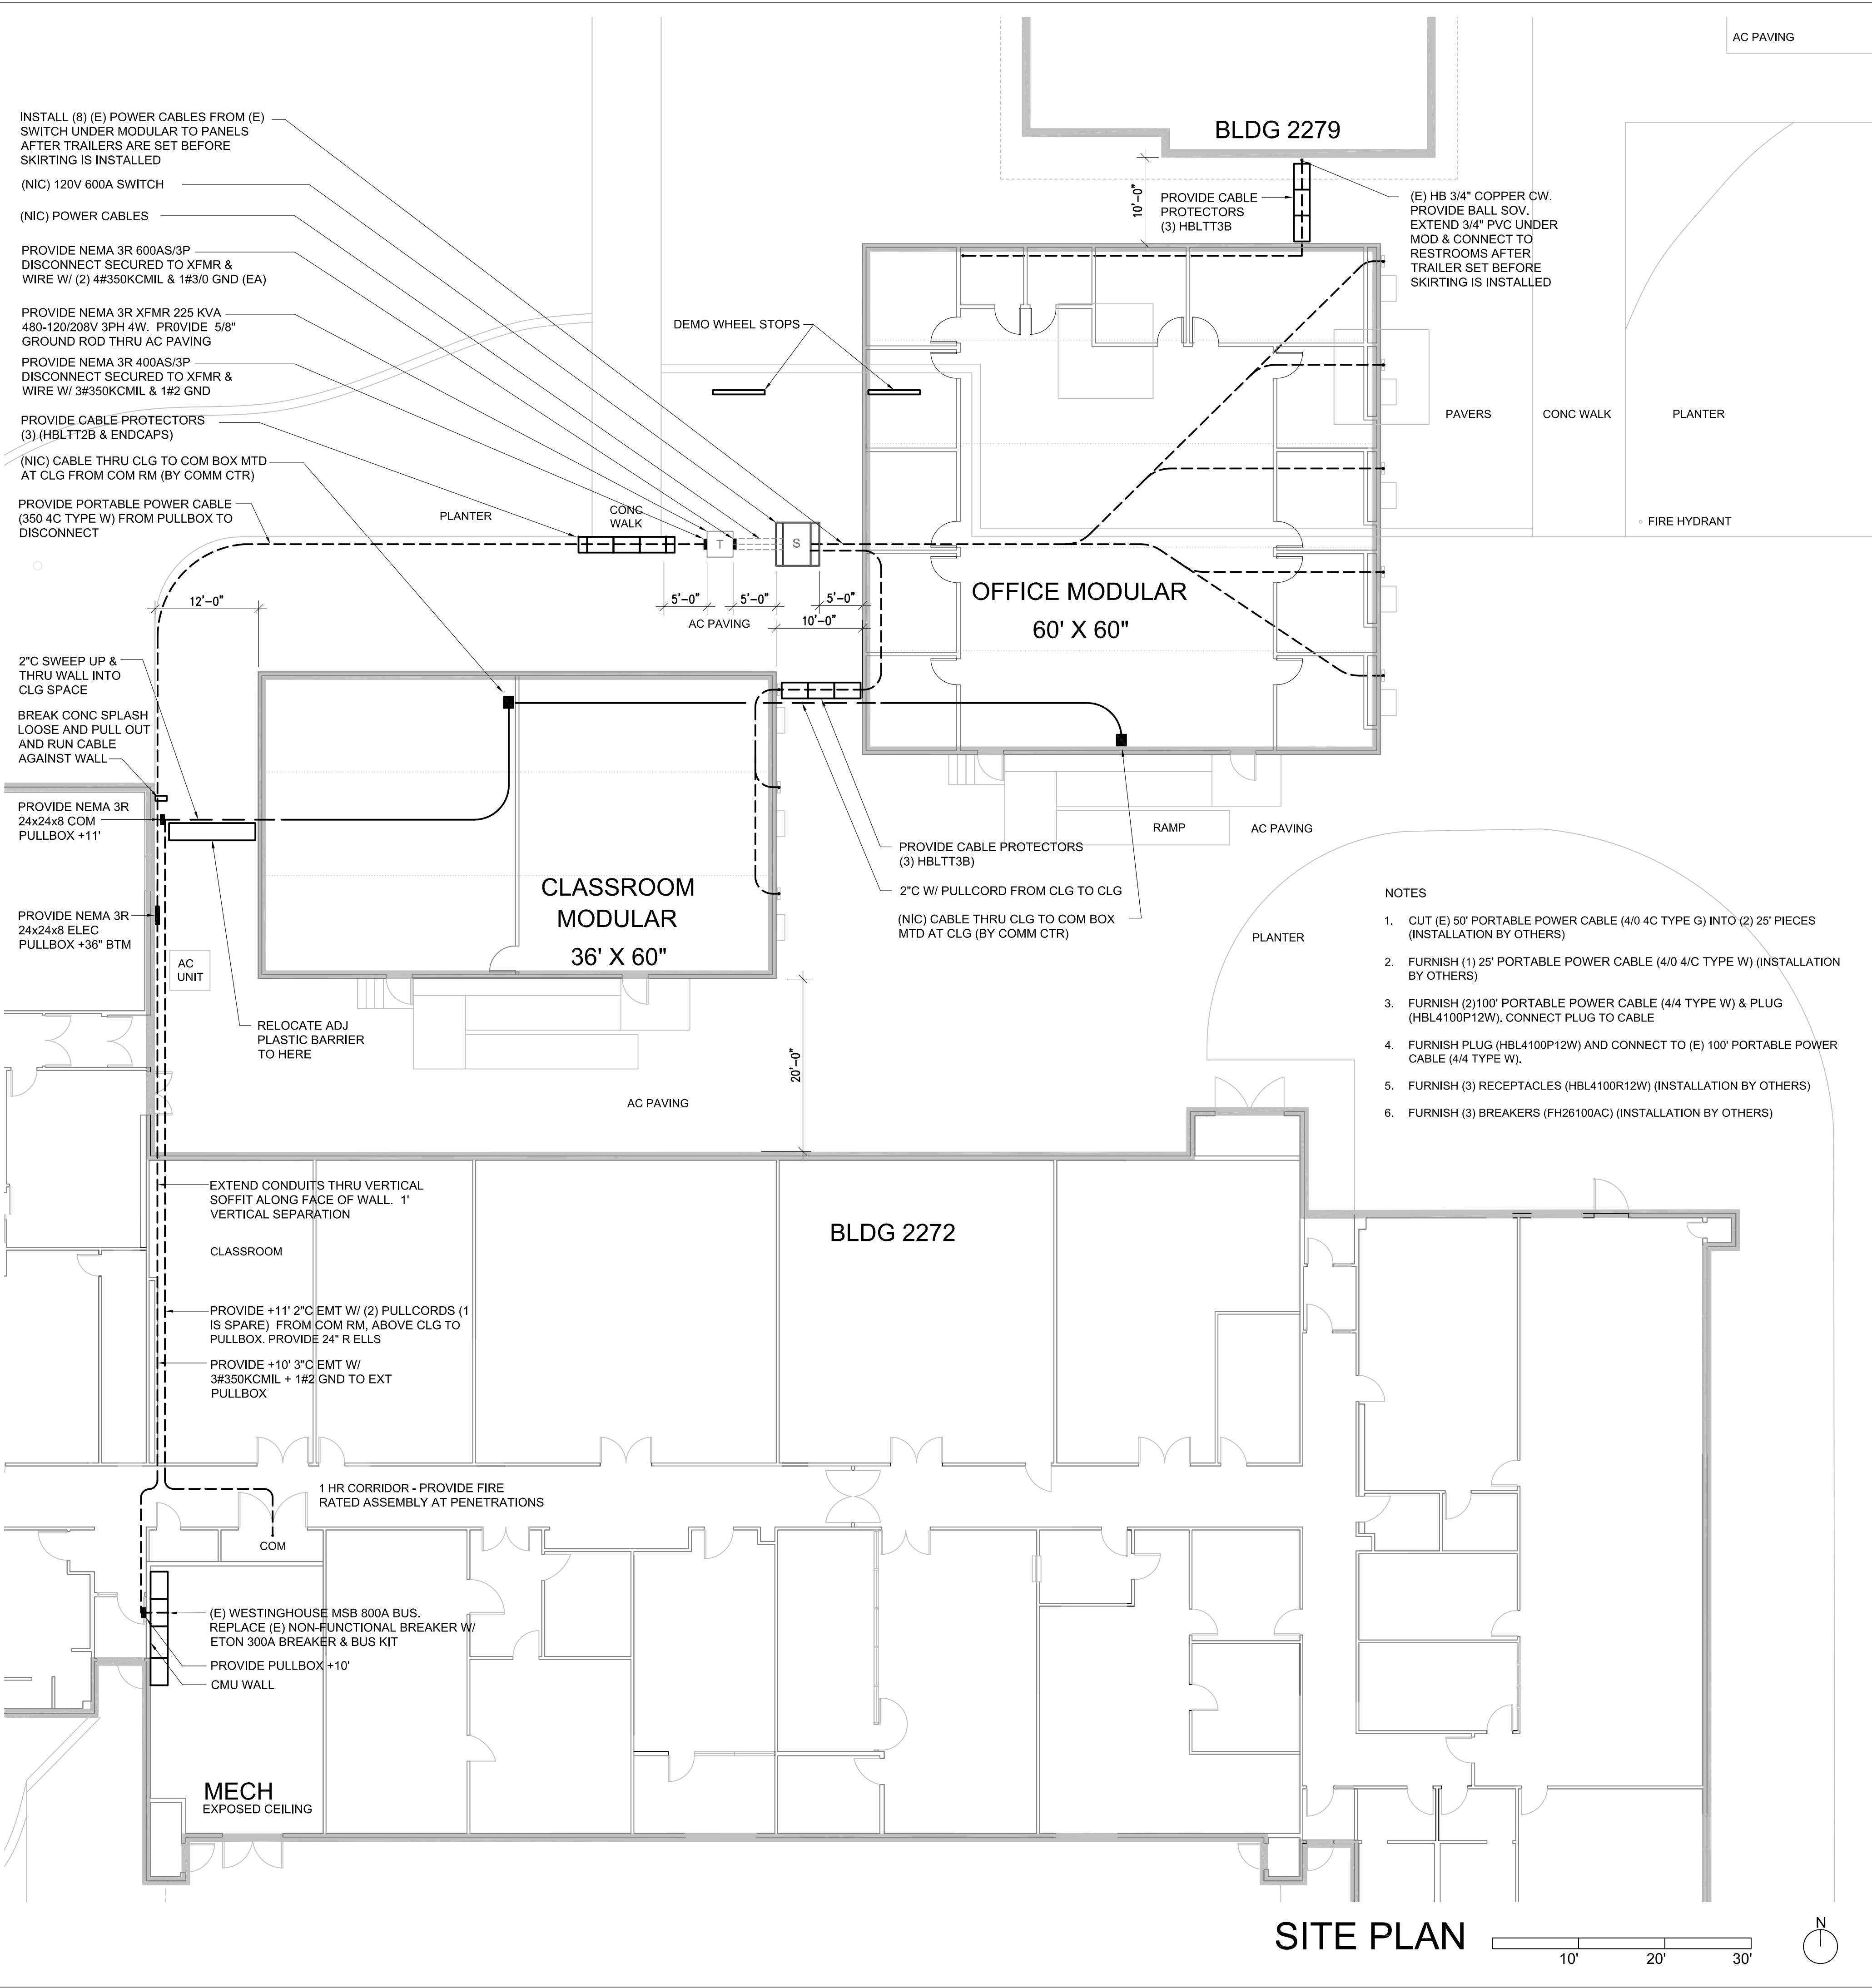 AC PAVING
BLDG 2279
INSTALL (8) (E) POWER CABLES FROM (E)
SWITCH UNDER MODULAR TO PANELS
AFTER TRAILERS ARE SET BEFORE
SKIRTING IS INSTALLED
(NIC) 120V 600A SWITCH
(NIC) POWER CABLES
PROVIDE NEMA 3R 600AS/3P
DISCONNECT SECURED TO XFMR &
WIRE W/ (2) 4#350KCMIL & 1#3/0 GND (EA)
PROVIDE NEMA 3R XFMR 225 KVA
480-120/208V 3PH 4W.  PR0VIDE  5/8"
GROUND ROD THRU AC PAVING
PROVIDE NEMA 3R 400AS/3P
DISCONNECT SECURED TO XFMR &
WIRE W/ 3#350KCMIL & 1#2 GND
PROVIDE CABLE PROTECTORS
(3) (HBLTT2B & ENDCAPS)
(NIC) CABLE THRU CLG TO COM BOX MTD
AT CLG FROM COM RM (BY COMM CTR)
PROVIDE PORTABLE POWER CABLE
(350 4C TYPE W) FROM PULLBOX TO
DISCONNECT
10'-0"
PROVIDE CABLE
PROTECTORS
(3) HBLTT3B
(E) HB 3/4" COPPER CW.
PROVIDE BALL SOV.
EXTEND 3/4" PVC UNDER
MOD & CONNECT TO
RESTROOMS AFTER
TRAILER SET BEFORE
SKIRTING IS INSTALLED
DEMO WHEEL STOPS
PAVERS
CONC WALK
PLANTER
FIRE HYDRANT
PLANTER
CONC
WALK
T
S
12'-0"
5'-0"
5'-0"
5'-0"
AC PAVING
10'-0"
OFFICE MODULAR
60' X 60"
2"C SWEEP UP &
THRU WALL INTO
CLG SPACE
BREAK CONC SPLASH
LOOSE AND PULL OUT
AND RUN CABLE
AGAINST WALL
PROVIDE NEMA 3R
24x24x8 COM
PULLBOX +11'
PROVIDE NEMA 3R
24x24x8 ELEC
PULLBOX +36" BTM
AC
UNIT
CLASSROOM
MODULAR
36' X 60"
RELOCATE ADJ
PLASTIC BARRIER
TO HERE
RAMP
AC PAVING
PROVIDE CABLE PROTECTORS
(3) HBLTT3B)
2"C W/ PULLCORD FROM CLG TO CLG
(NIC) CABLE THRU CLG TO COM BOX
MTD AT CLG (BY COMM CTR)
PLANTER
20'-0"
AC PAVING
NOTES
1. CUT (E) 50' PORTABLE POWER CABLE (4/0 4C TYPE G) INTO (2) 25' PIECES
(INSTALLATION BY OTHERS)
2. FURNISH (1) 25' PORTABLE POWER CABLE (4/0 4/C TYPE W) (INSTALLATION
BY OTHERS)
3. FURNISH (2)100' PORTABLE POWER CABLE (4/4 TYPE W) & PLUG
(HBL4100P12W). CONNECT PLUG TO CABLE
4. FURNISH PLUG (HBL4100P12W) AND CONNECT TO (E) 100' PORTABLE POWER
CABLE (4/4 TYPE W).
5. FURNISH (3) RECEPTACLES (HBL4100R12W) (INSTALLATION BY OTHERS)
6. FURNISH (3) BREAKERS (FH26100AC) (INSTALLATION BY OTHERS)
EXTEND CONDUITS THRU VERTICAL
SOFFIT ALONG FACE OF WALL.  1'
VERTICAL SEPARATION
CLASSROOM
BLDG 2272
PROVIDE +11' 2"C EMT W/ (2) PULLCORDS (1
IS SPARE)  FROM COM RM, ABOVE CLG TO
PULLBOX. PROVIDE 24" R ELLS
PROVIDE +10' 3"C EMT W/
3#350KCMIL + 1#2 GND TO EXT
PULLBOX
1 HR CORRIDOR - PROVIDE FIRE
RATED ASSEMBLY AT PENETRATIONS
COM
(E) WESTINGHOUSE MSB 800A BUS.
REPLACE (E) NON-FUNCTIONAL BREAKER W/
ETON 300A BREAKER & BUS KIT
PROVIDE PULLBOX +10'
CMU WALL
MECH
EXPOSED CEILING
SITE PLAN
10' 20' 30'
N